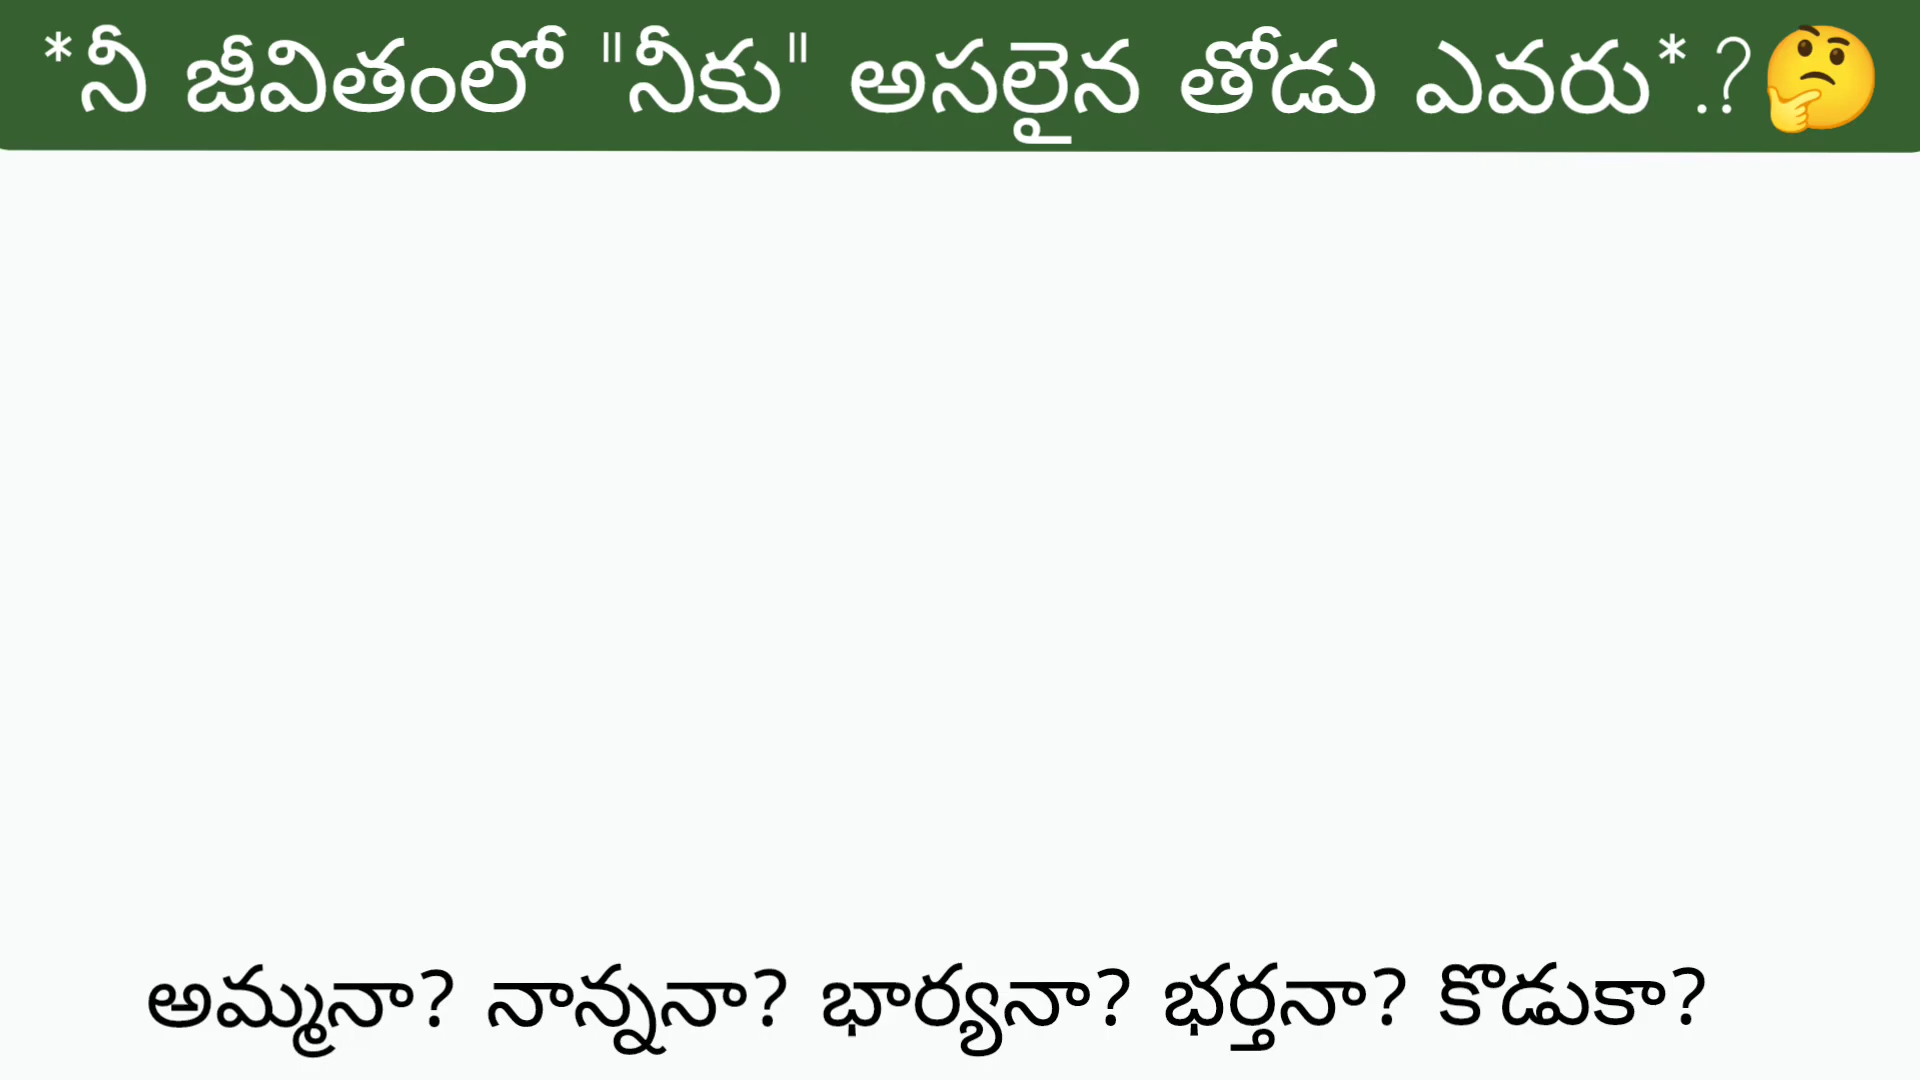 *నీ జీవితంలో "నీకు" అసలైన తోడు ఎవరు*.?🤔
అమ్మనా? నాన్ననా? భార్యనా? భర్తనా? కొడుకా?